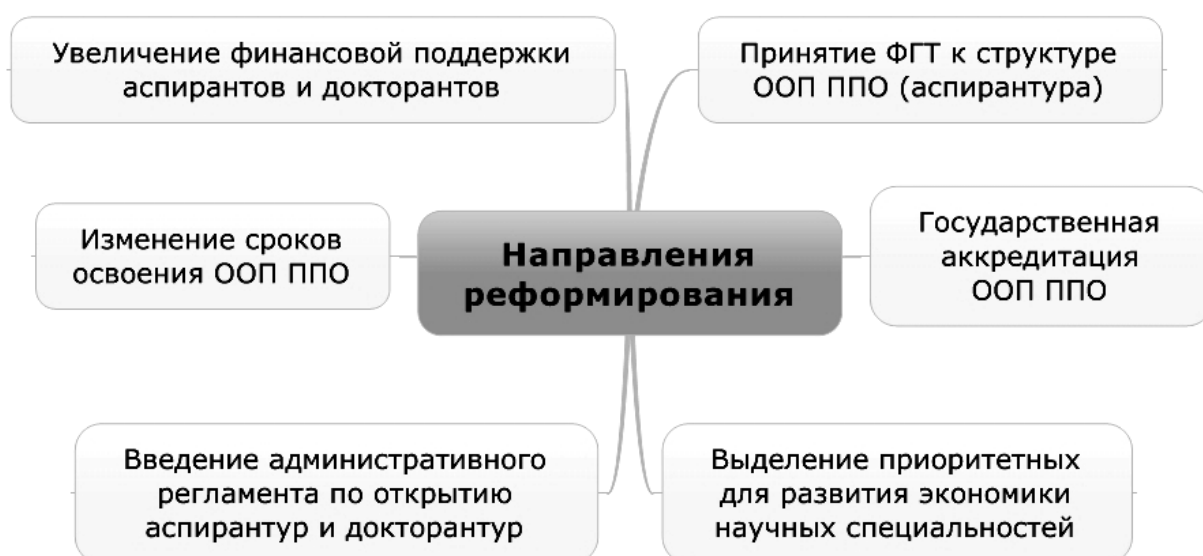 Увеличение финансовой поддержки
аспирантов и докторантов
Принятие ФГТ к структуре
ООП ППО (аспирантура)
Изменение сроков
освоения ООП ППО
Направления
реформирования
Государственная
аккредитация
ООП ППО
Введение административного
регламента по открытию
аспирантур и докторантур
Выделение приоритетных
для развития экономики
научных специальностей